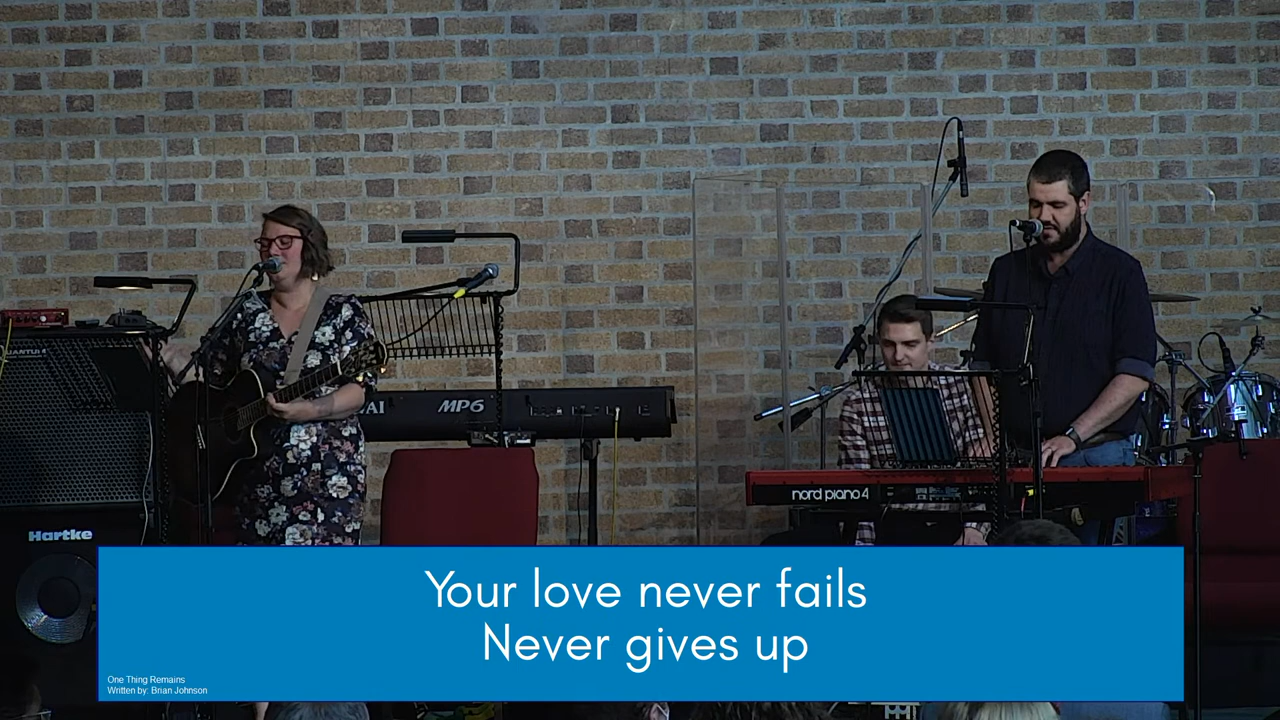 AI
MP6
nord piano 4
Hartke
Your love never fails
Never gives up
One Thing Remains
Written by: Brian Johnson